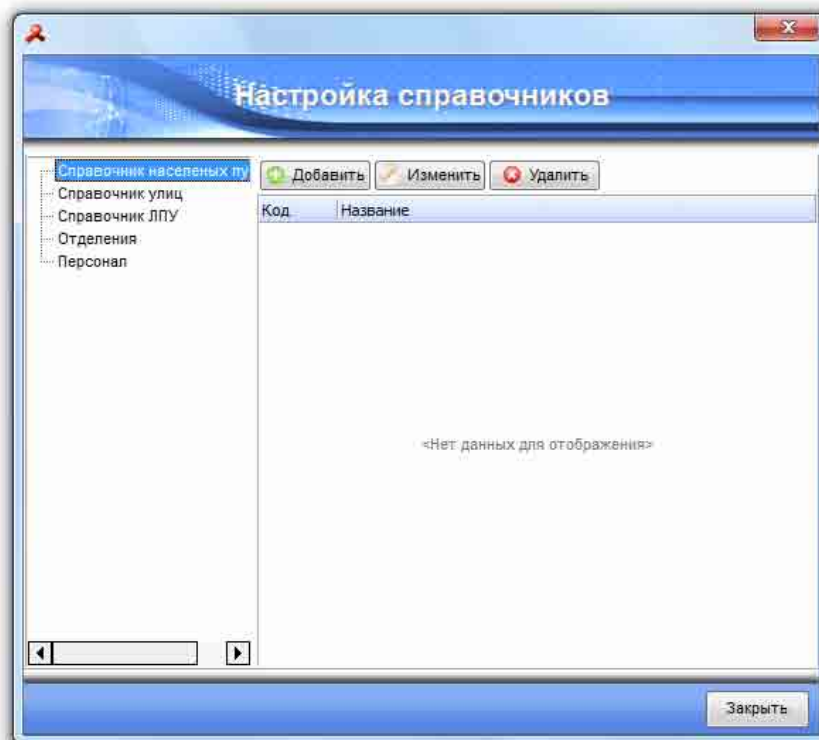 Настройка справочников
Справочник населеных пу
Справочник улиц
Справочник ЛПУ
Отделения
Персонал
Добавить Изменить Удалить
Код Название
<Нет данных для отображения>
Закрыть